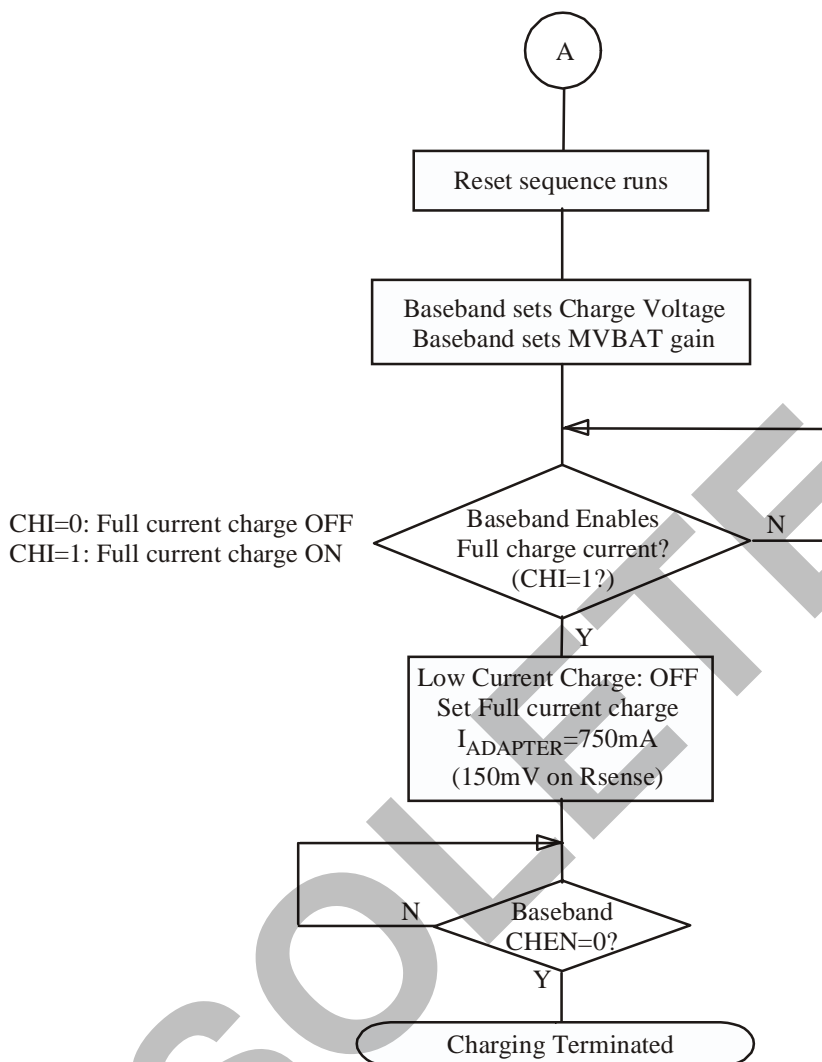 A
Reset sequence runs
Baseband sets Charge Voltage
Baseband sets MVBAT gain
CHI=0: Full current charge OFF
CHI=1: Full current charge ON
Baseband Enables
Full charge current?
(CHI=1?)
N
Y
Low Current Charge: OFF
Set Full current charge
IADAPTER=750mA
(150mV on Rsense)
N
Baseband
CHEN=0?
Y
Charging Terminated
SOLETE